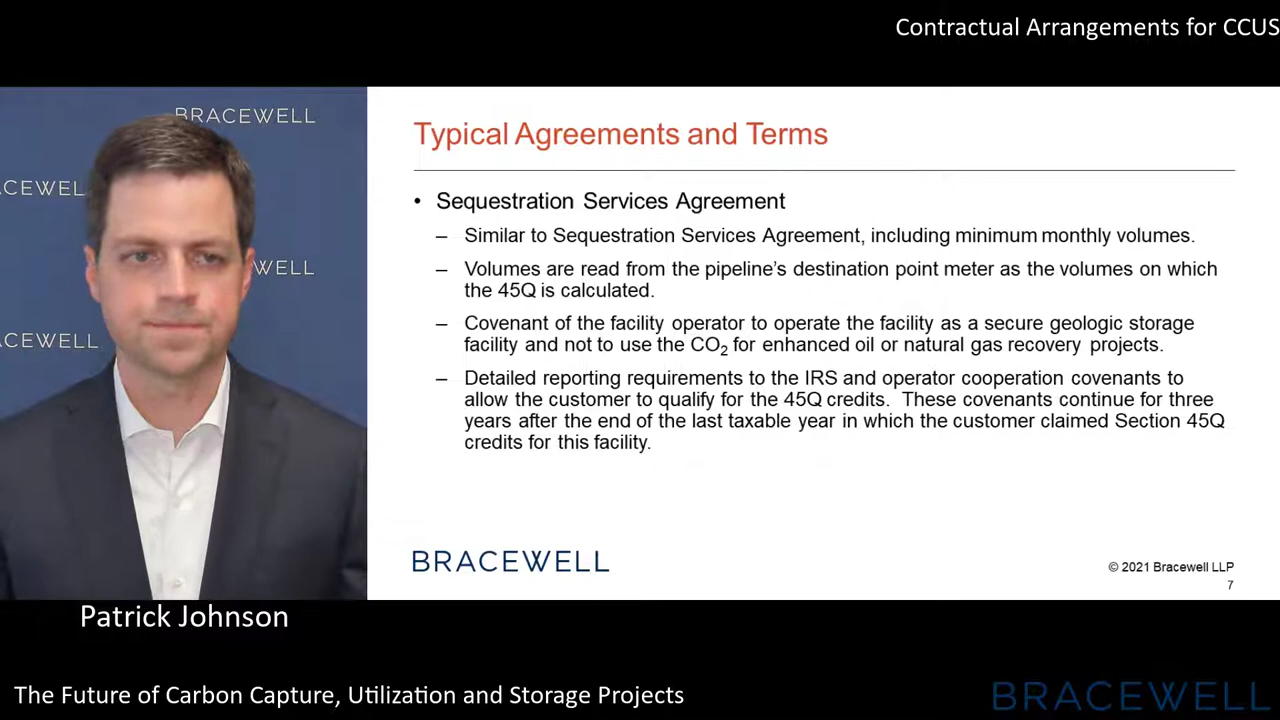 Contractual Arrangements for CCUS
BRACEWELL
ACEWEL
WELL
ACEWELL
Typical Agreements and Terms
• Sequestration Services Agreement
– Similar to Sequestration Services Agreement, including minimum monthly volumes.
– Volumes are read from the pipeline’s destination point meter as the volumes on which
the 45Q is calculated.
– Covenant of the facility operator to operate the facility as a secure geologic storage
facility and not to use the CO₂ for enhanced oil or natural gas recovery projects.
– Detailed reporting requirements to the IRS and operator cooperation covenants to
allow the customer to qualify for the 45Q credits.  These covenants continue for three
years after the end of the last taxable year in which the customer claimed Section 45Q
credits for this facility.
BRACEWELL
© 2021 Bracewell LLP
7
Patrick Johnson
The Future of Carbon Capture, Utilization and Storage Projects
BRACEWELL